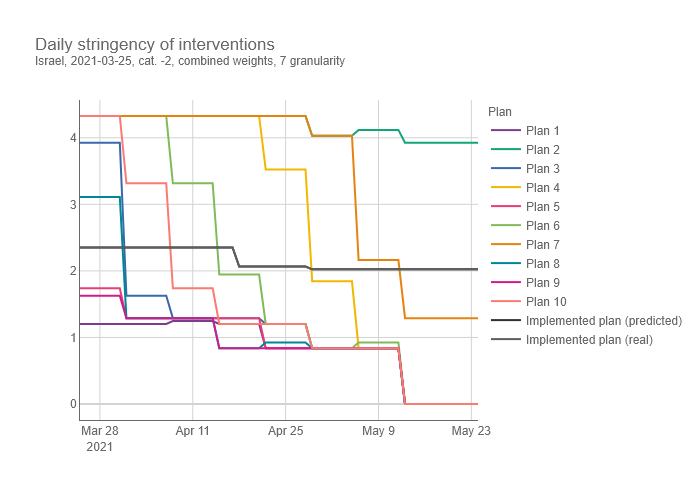 Daily stringency of interventions
Israel, 2021-03-25, cat. -2, combined weights, 7 granularity
Plan
Plan 1
Plan 2
Plan 3
Plan 4
Plan 5
Plan 6
Plan 7
Plan 8
Plan 9
Plan 10
Implemented plan (predicted)
Implemented plan (real)
4
3
2
1
0
Mar 28 Apr 11 Apr 25 May 9 May 23
2021